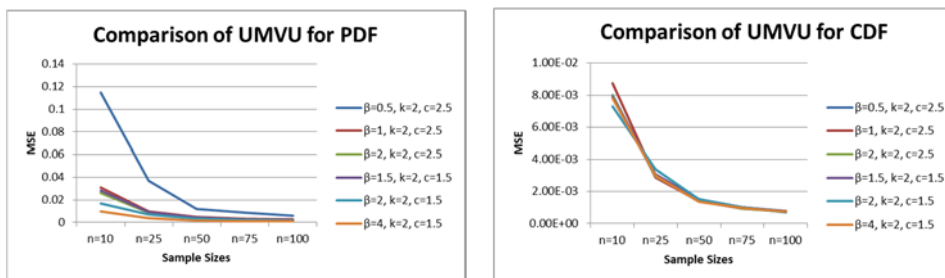 Comparison of UMVU for PDF
0.14
0.12
0.1
0.08
0.06
0.04
0.02
0
MSE
n=10 n=25 n=50 n=75 n=100
Sample Sizes
β=0.5, k=2, c=2.5
β=1, k=2, c=2.5
β=2, k=2, c=2.5
β=1.5, k=2, c=1.5
β=2, k=2, c=1.5
β=4, k=2, c=1.5
Comparison of UMVU for CDF
1.00E-02
8.00E-03
6.00E-03
4.00E-03
2.00E-03
0.00E+00
MSE
n=10 n=25 n=50 n=75 n=100
Sample Sizes
β=0.5, k=2, c=2.5
β=1, k=2, c=2.5
β=2, k=2, c=2.5
β=1.5, k=2, c=1.5
β=2, k=2, c=1.5
β=4, k=2, c=1.5